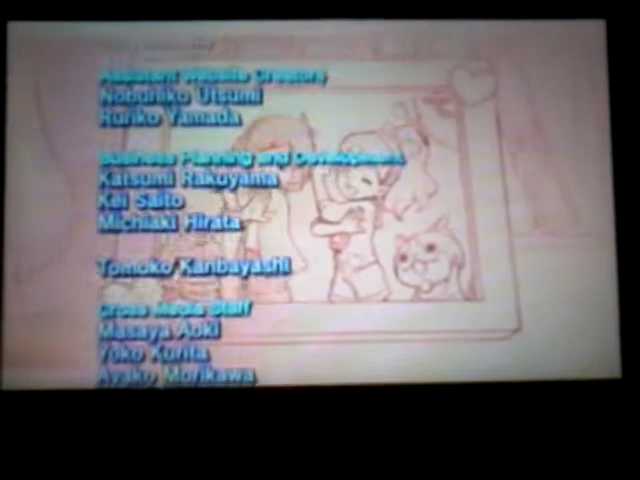 Assistant Website Creators
Nobuhiko Utsumi
Ruriko Yamada
Business Planning and Development
Katsumi Rakuyama
Kei Saito
Michiaki Hirata
Tomoko Kanbayashi
Cross Media Staff
Masaya Aoki
Yoko Kurita
Ayako Morikawa